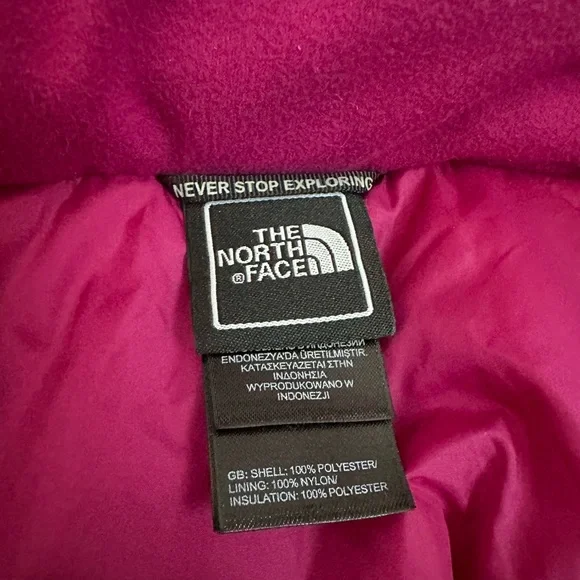 NEVER STOP EXPLORING
THE
NORTH
®FACE
ENDONEZYA'DA ÜRETİLMİŞTİR.
ΚΑΤΑΣΚΕΥΑΖΕΤΑΙ ΣΤΗΝ
ΙΝΔΟΝΗΣΙΑ
WYPRODUKOWANO W
INDONEZJI
GB: SHELL: 100% POLYESTER/
LINING: 100% NYLON/
INSULATION: 100% POLYESTER